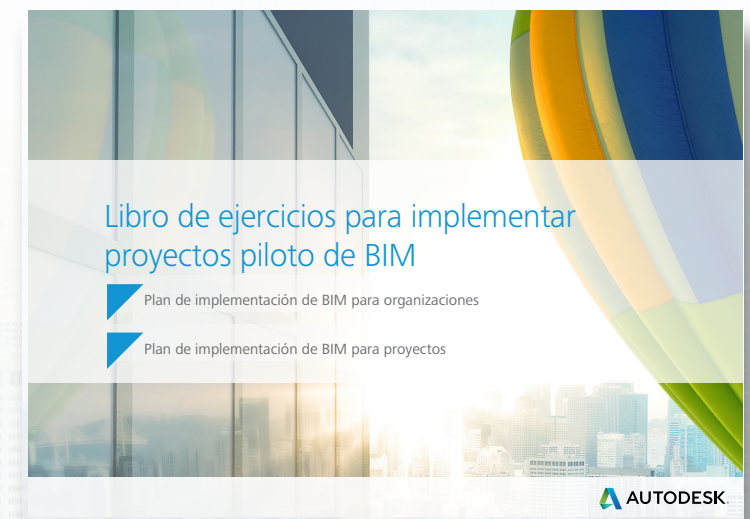 Libro de ejercicios para implementar
proyectos piloto de BIM
Plan de implementación de BIM para organizaciones
Plan de implementación de BIM para proyectos
AUTODESK.